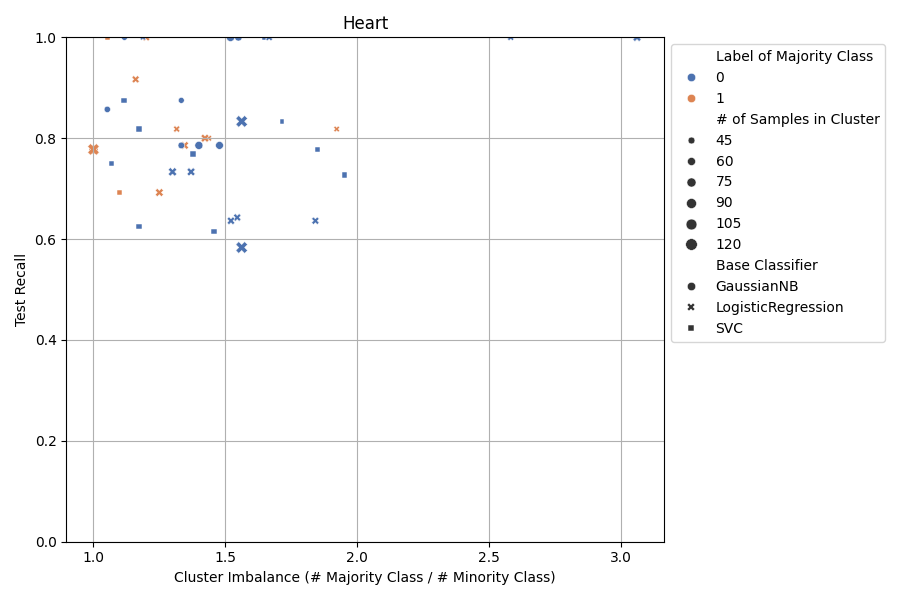 Heart
1.0
0.8
0.6
0.4
0.2
0.0
Test Recall
1.0
1.5
2.0
2.5
3.0
Cluster Imbalance (# Majority Class / # Minority Class)
Label of Majority Class
0
1
# of Samples in Cluster
45
60
75
90
105
120
Base Classifier
GaussianNB
LogisticRegression
SVC